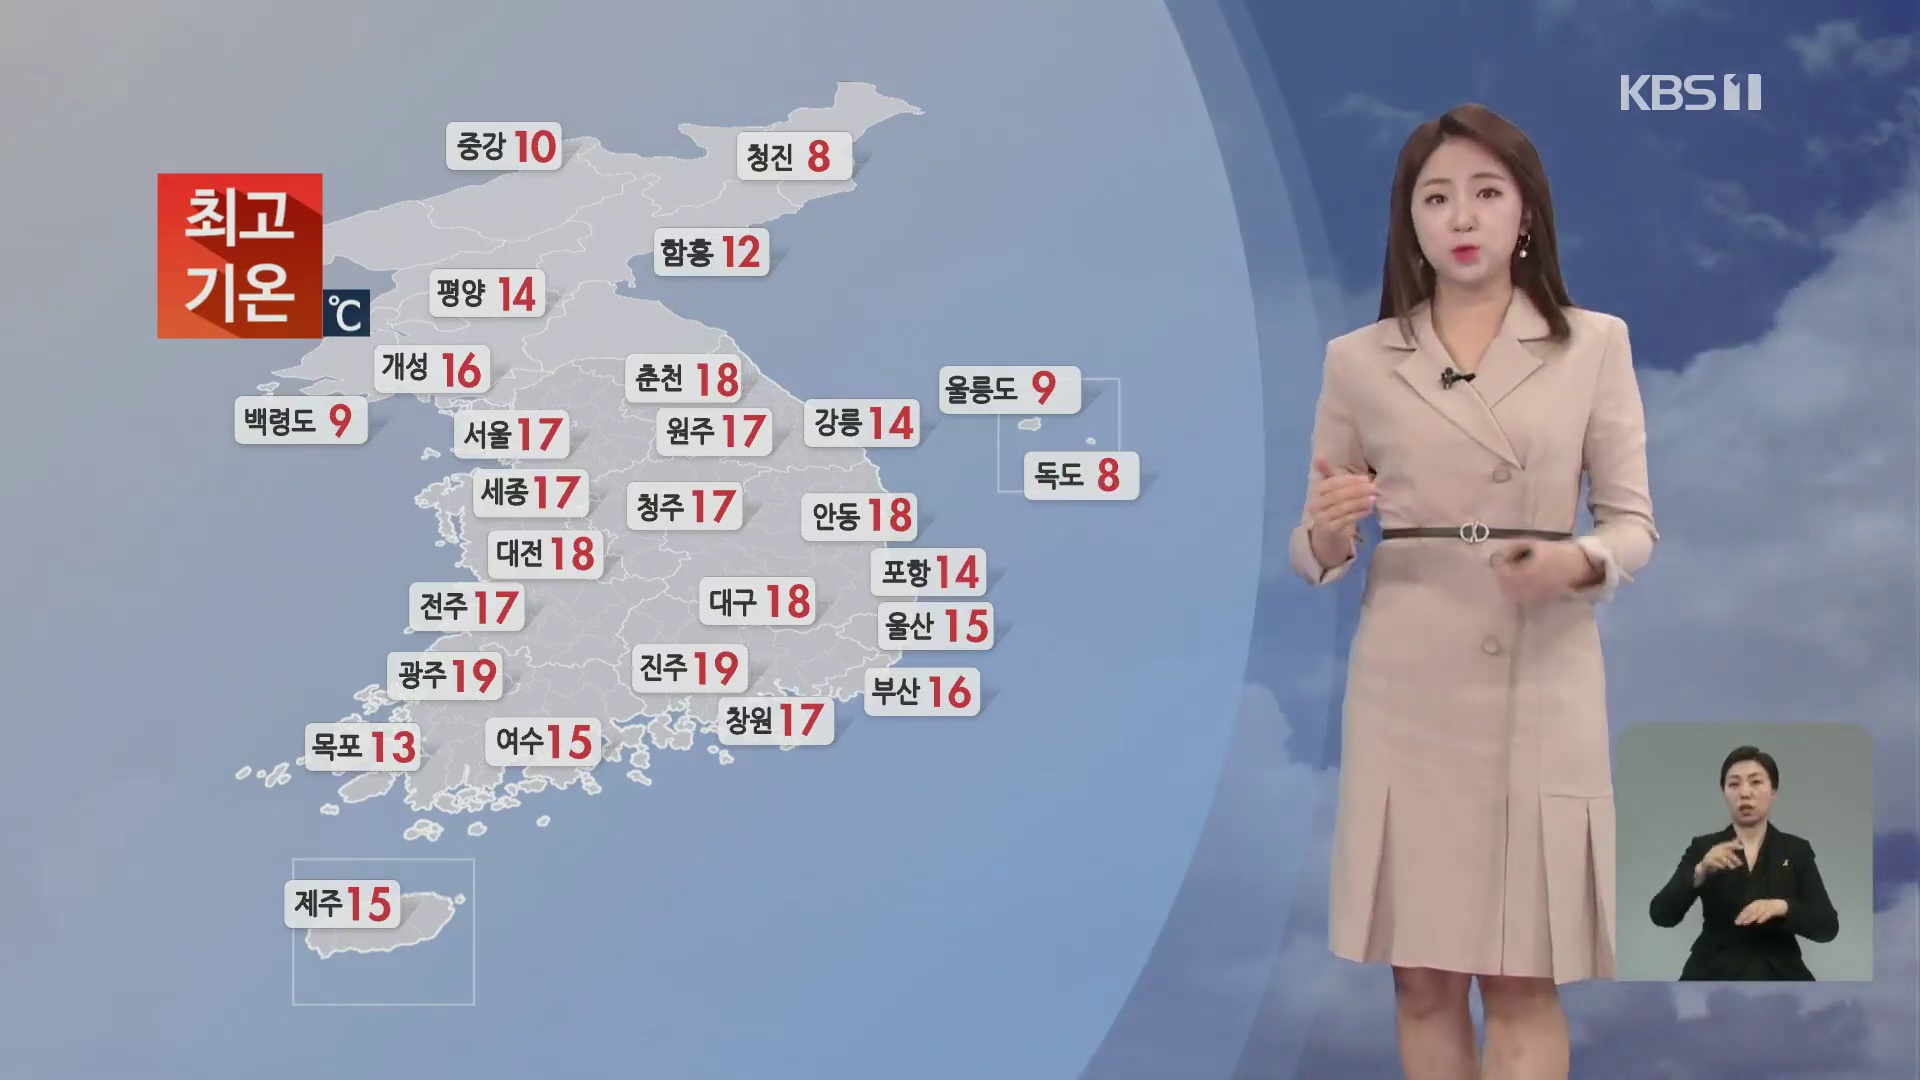 KBS 1
최고
기온
℃
중강 10
청진 8
함흥 12
평양 14
개성 16
춘천 18
울릉도 9
백령도 9
서울 17
원주 17
강릉 14
독도 8
세종 17
청주 17
안동 18
대전 18
포항 14
전주 17
대구 18
울산 15
광주 19
진주 19
부산 16
목포 13
여수 15
창원 17
제주 15